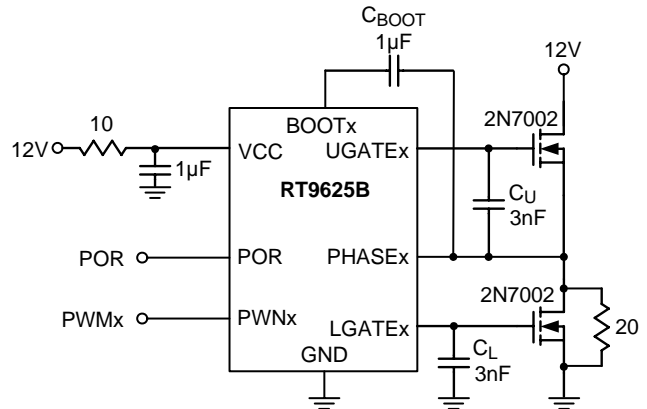 CBOOT
1µF
12V
10
2N7002
BOOTx
12V
VCC
UGATEx
1µF
RT9625B
CU
3nF
POR
POR
PHASEx
2N7002
PWMx
PWNx
LGATEx
20
GND
CL
3nF